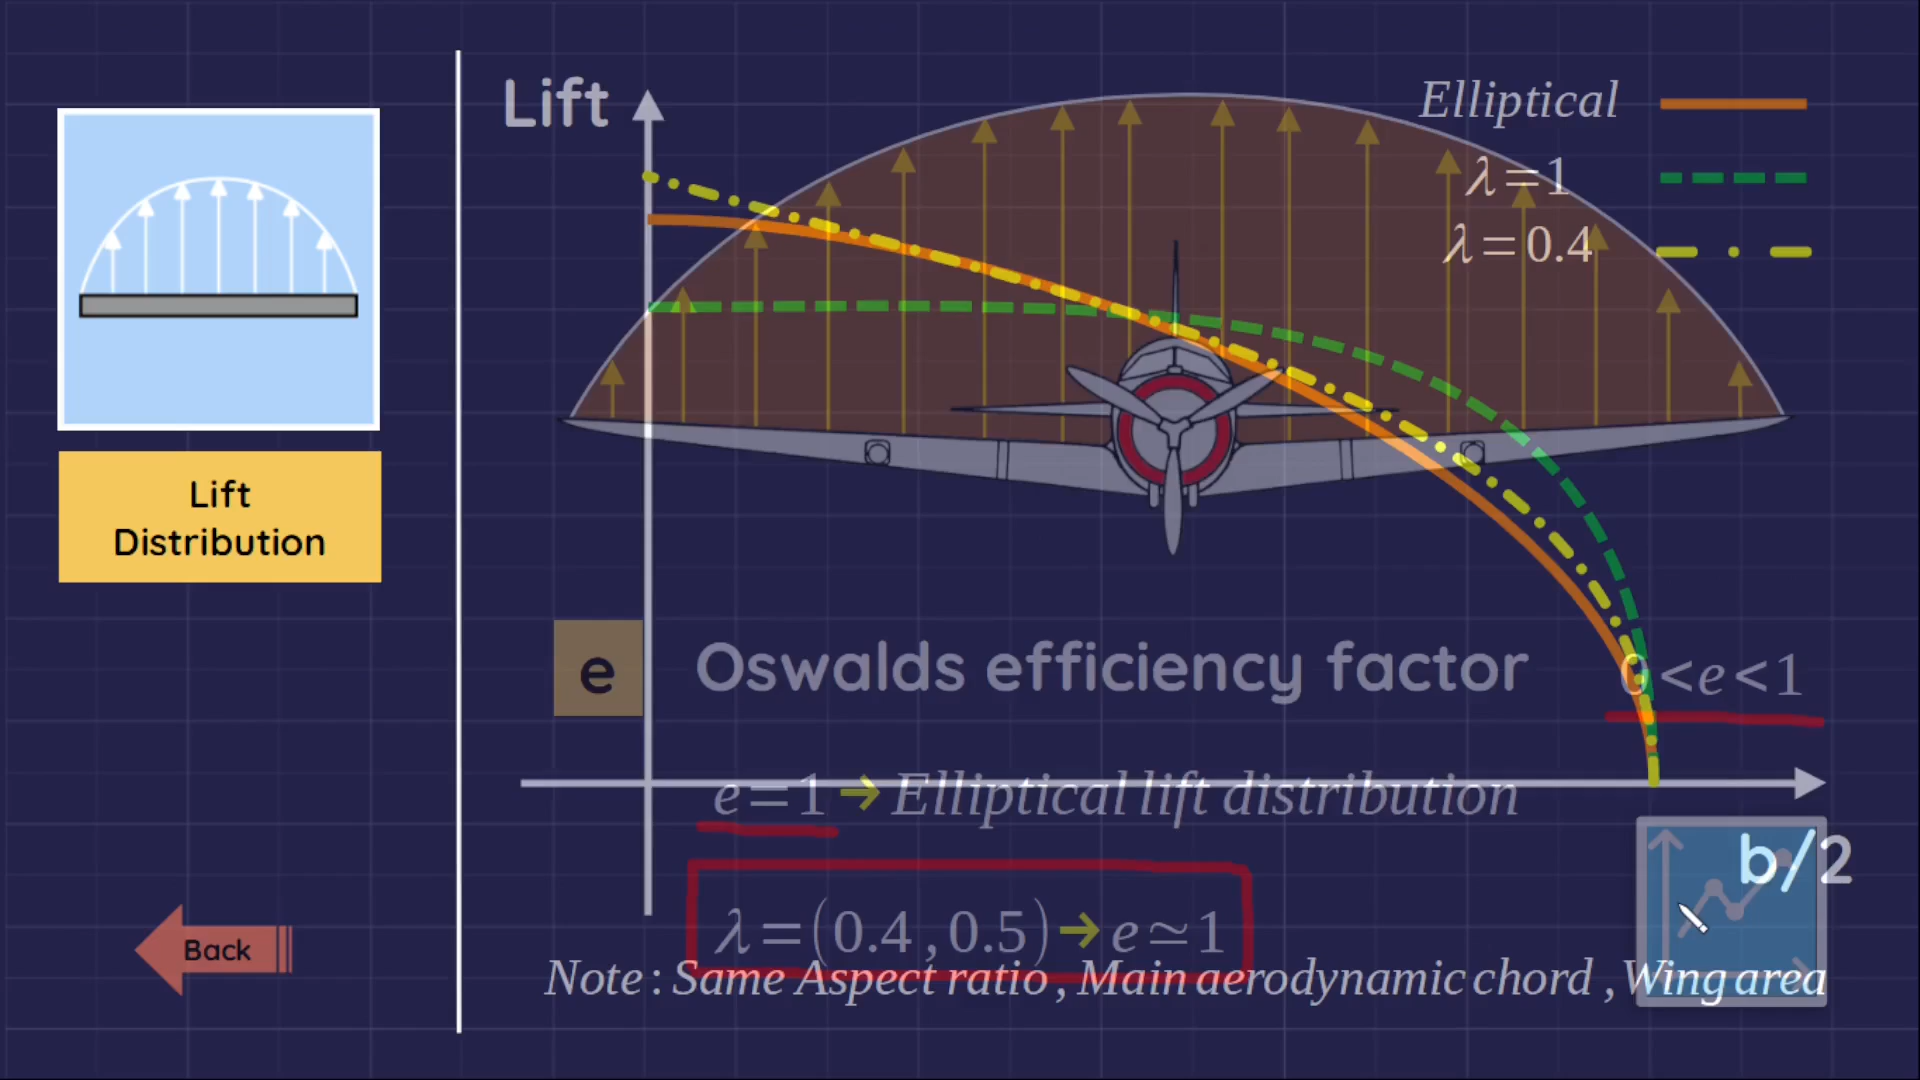 Lift
Elliptical
λ=1
λ=0.4
Lift
Distribution
e
Oswalds efficiency factor
0<e<1
e=1 → Elliptical lift distribution
b/2
λ=(0.4,0.5) → e≃1
Back
Note: Same Aspect ratio, Main aerodynamic chord, Wing area